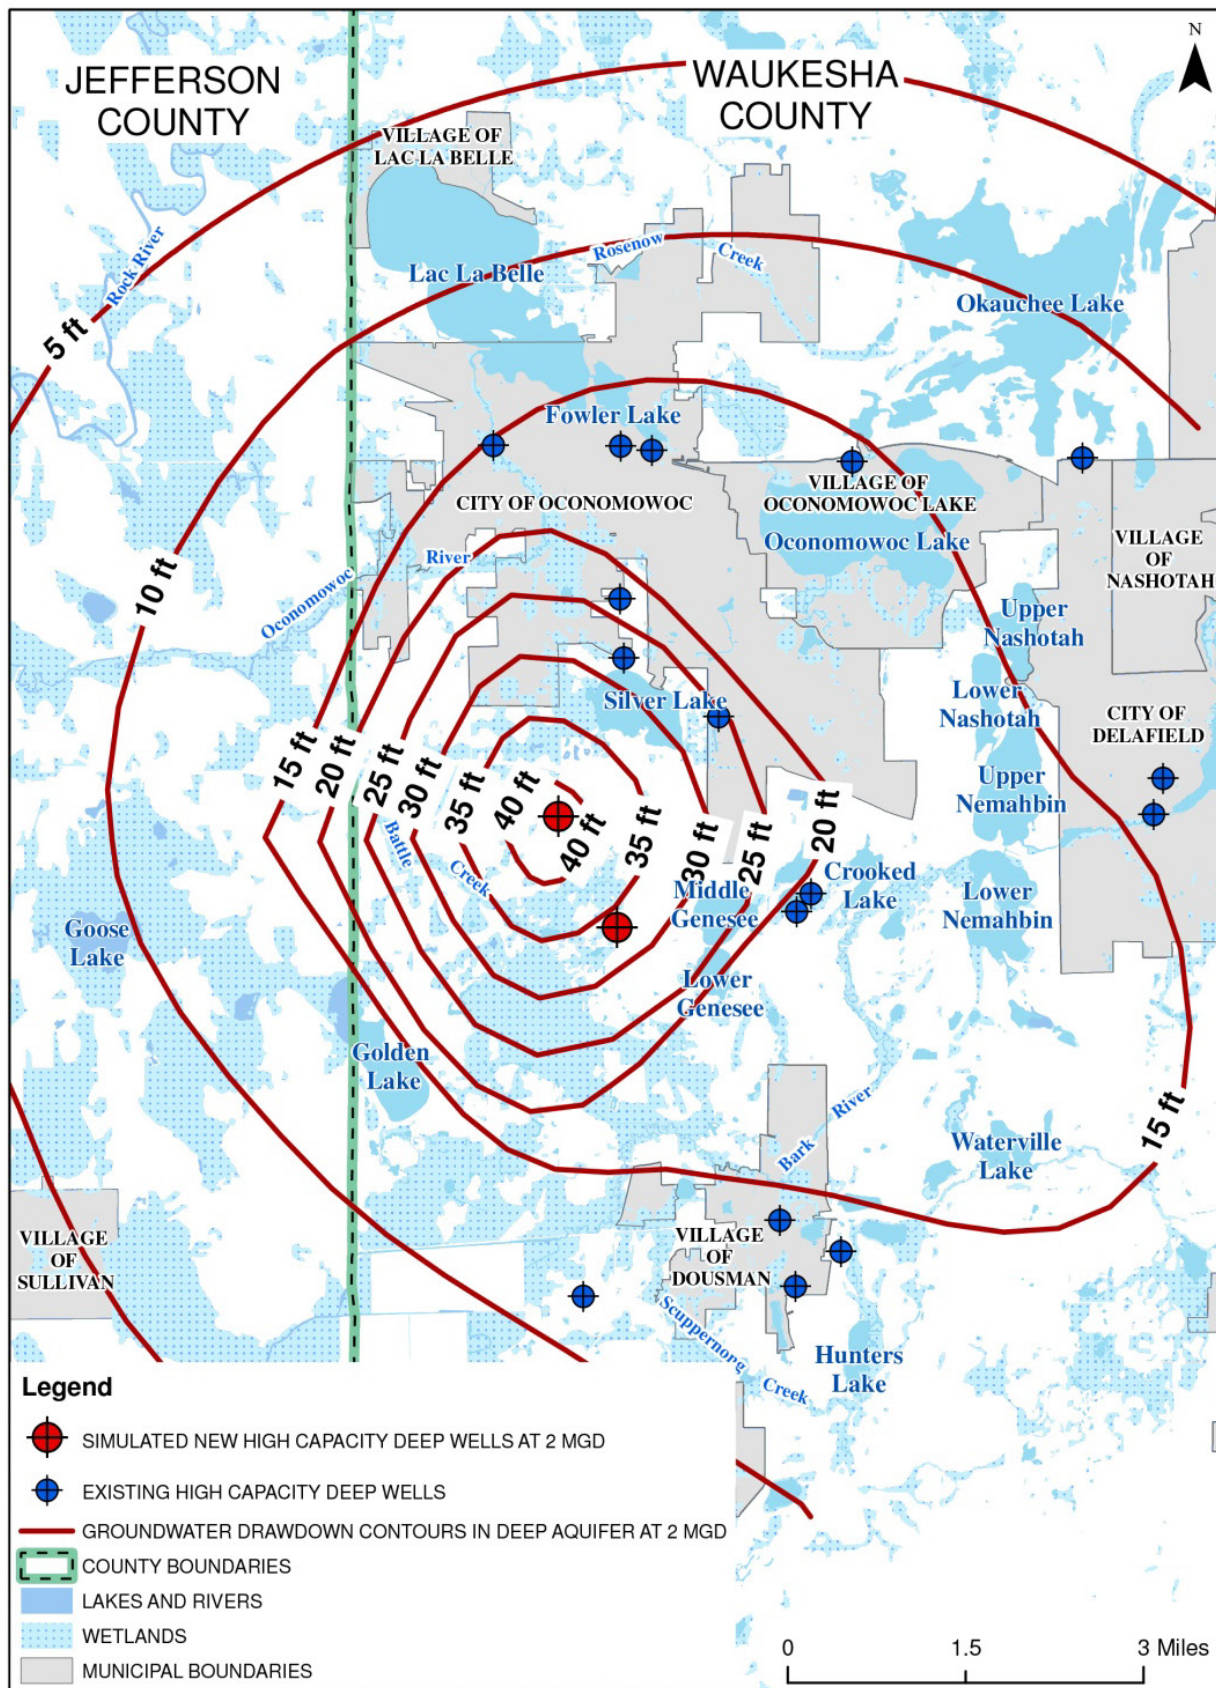 N
JEFFERSON
COUNTY
WAUKESHA
COUNTY
VILLAGE OF
LAC LA BELLE
Rock River
Lac La Belle
Rosenow
Creek
Okauchee Lake
5 ft
Fowler Lake
CITY OF OCONOMOWOC
VILLAGE OF
OCONOMOWOC LAKE
Oconomowoc Lake
VILLAGE
OF
NASHOTAH
10 ft
Oconomowoc
River
Upper
Nashotah
Silver Lake
Lower
Nashotah
CITY OF
DELAFIELD
15 ft
20 ft
25 ft
30 ft
35 ft
40 ft
40 ft
35 ft
30 ft
25 ft
20 ft
Upper
Nemahbin
Battle
Creek
Middle
Genesee
Crooked
Lake
Lower
Nemahbin
Goose
Lake
Lower
Genesee
Golden
Lake
Bark
River
Waterville
Lake
15 ft
VILLAGE
OF
SULLIVAN
VILLAGE
OF
DOUSMAN
Scuppernong
Creek
Hunters
Lake
Legend
SIMULATED NEW HIGH CAPACITY DEEP WELLS AT 2 MGD
EXISTING HIGH CAPACITY DEEP WELLS
GROUNDWATER DRAWDOWN CONTOURS IN DEEP AQUIFER AT 2 MGD
COUNTY BOUNDARIES
LAKES AND RIVERS
WETLANDS
MUNICIPAL BOUNDARIES
0 1.5 3 Miles